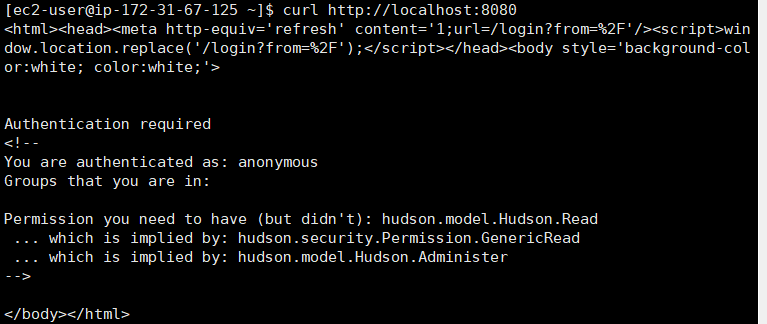 [ec2-user@ip-172-31-67-125 ~]$ curl http://localhost:8080
<html><head><meta http-equiv='refresh' content='1;url=/login?from=%2F'/><script>win
dow.location.replace('/login?from=%2F');</script></head><body style='background-col
or:white; color:white;'>
Authentication required
<!--
You are authenticated as: anonymous
Groups that you are in:
Permission you need to have (but didn't): hudson.model.Hudson.Read
 ... which is implied by: hudson.security.Permission.GenericRead
 ... which is implied by: hudson.model.Hudson.Administer
-->
</body></html>